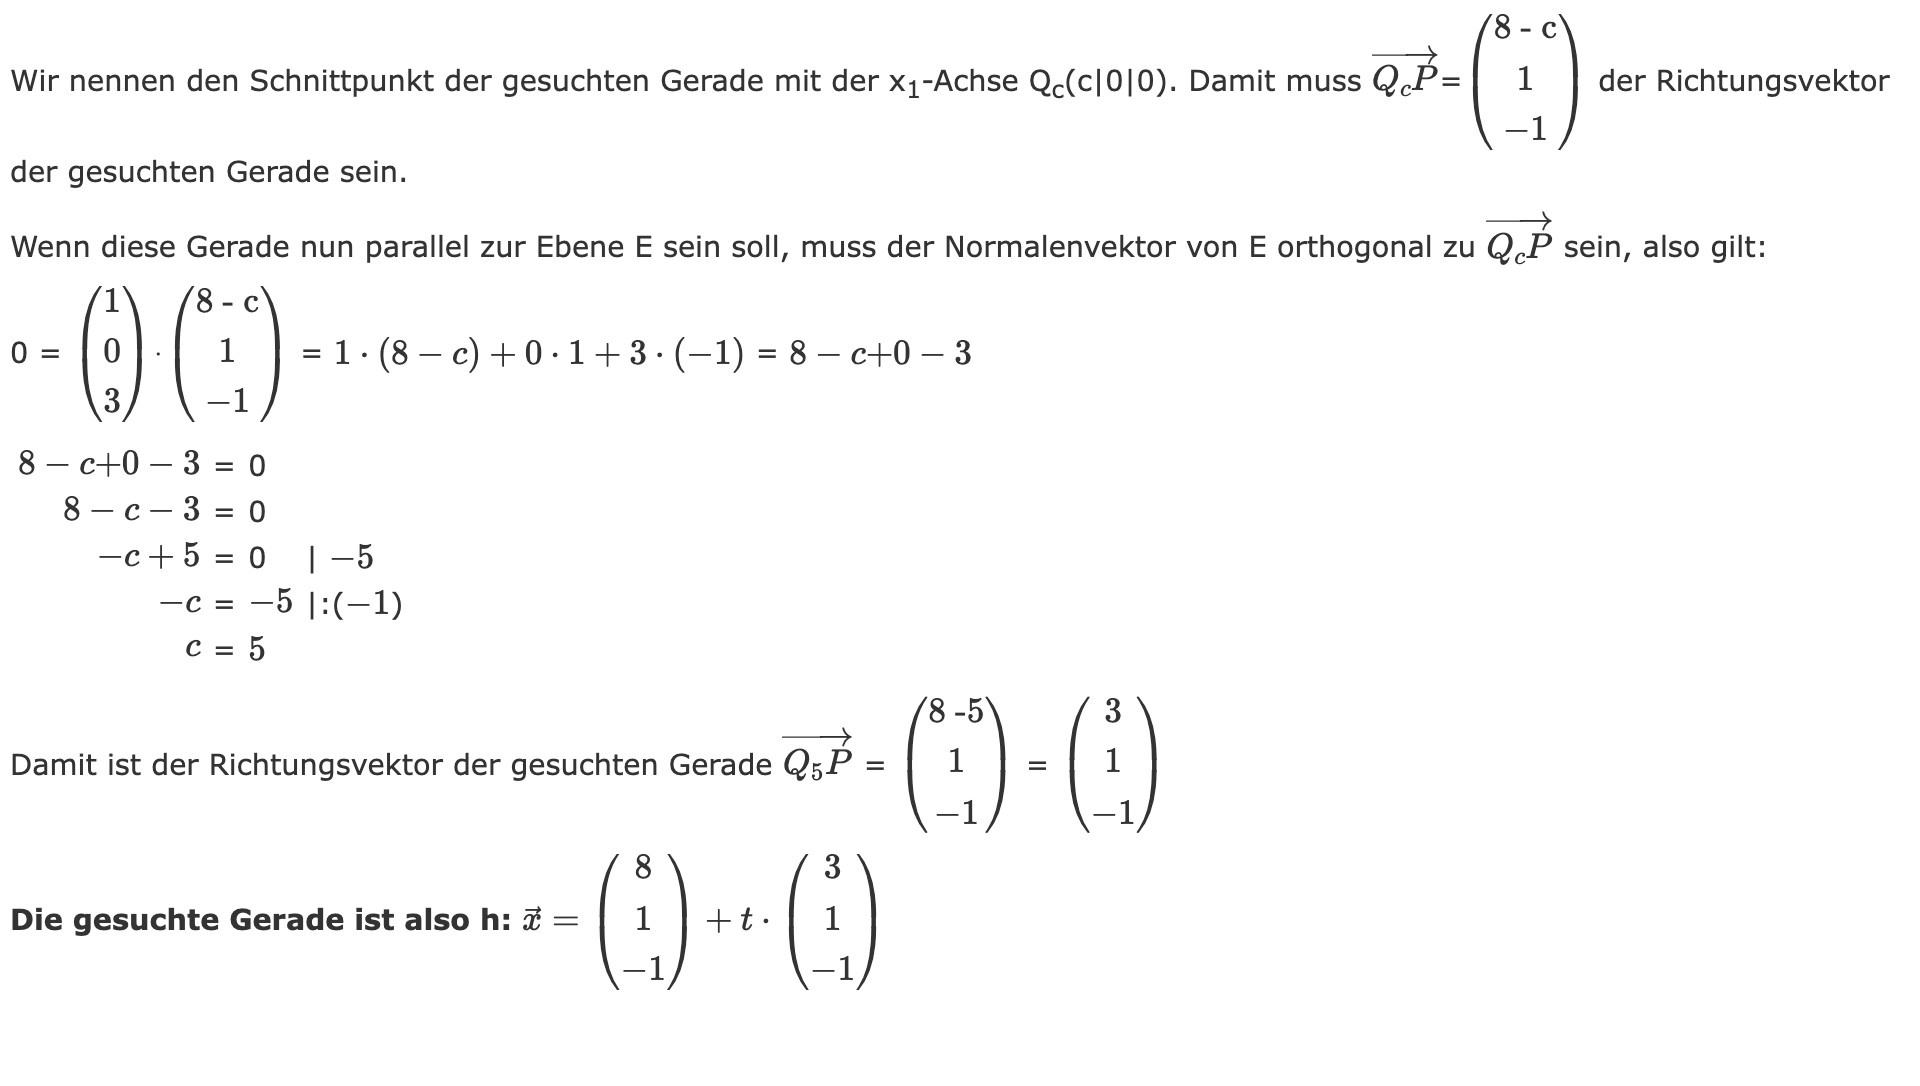 Wir nennen den Schnittpunkt der gesuchten Gerade mit der x₁-Achse Q_c(c|0|0). Damit muss $\overrightarrow{Q_cP}$= $\begin{pmatrix} 8 - c \\ 1 \\ -1 \end{pmatrix}$ der Richtungsvektor
der gesuchten Gerade sein.
Wenn diese Gerade nun parallel zur Ebene E sein soll, muss der Normalenvektor von E orthogonal zu $\overrightarrow{Q_cP}$ sein, also gilt:
0 = $\begin{pmatrix} 1 \\ 0 \\ 3 \end{pmatrix} \cdot \begin{pmatrix} 8 - c \\ 1 \\ -1 \end{pmatrix}$ = $1 \cdot (8 - c) + 0 \cdot 1 + 3 \cdot (-1)$ = $8 - c + 0 - 3$
$8 - c + 0 - 3$ = 0
$8 - c - 3$ = 0
$-c + 5$ = 0 | $-5$
$-c$ = $-5$ |:($-1$)
$c$ = 5
Damit ist der Richtungsvektor der gesuchten Gerade $\overrightarrow{Q_5P}$ = $\begin{pmatrix} 8 -5 \\ 1 \\ -1 \end{pmatrix}$ = $\begin{pmatrix} 3 \\ 1 \\ -1 \end{pmatrix}$
Die gesuchte Gerade ist also h: $\vec{x} = \begin{pmatrix} 8 \\ 1 \\ -1 \end{pmatrix} + t \cdot \begin{pmatrix} 3 \\ 1 \\ -1 \end{pmatrix}$